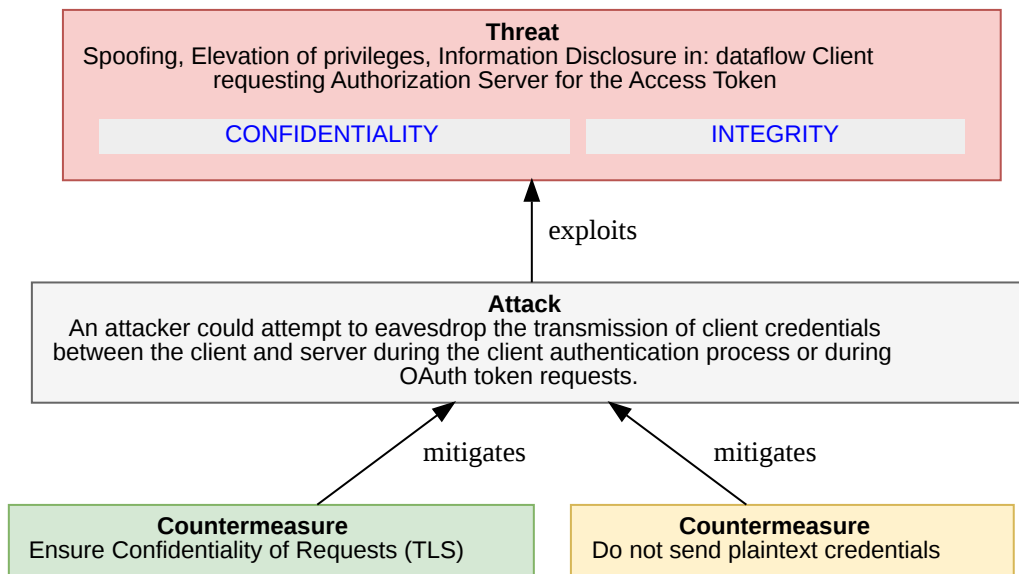 Threat
Spoofing, Elevation of privileges, Information Disclosure in: dataflow Client
requesting Authorization Server for the Access Token
CONFIDENTIALITY
INTEGRITY
exploits
Attack
An attacker could attempt to eavesdrop the transmission of client credentials
between the client and server during the client authentication process or during
OAuth token requests.
mitigates
mitigates
Countermeasure
Ensure Confidentiality of Requests (TLS)
Countermeasure
Do not send plaintext credentials